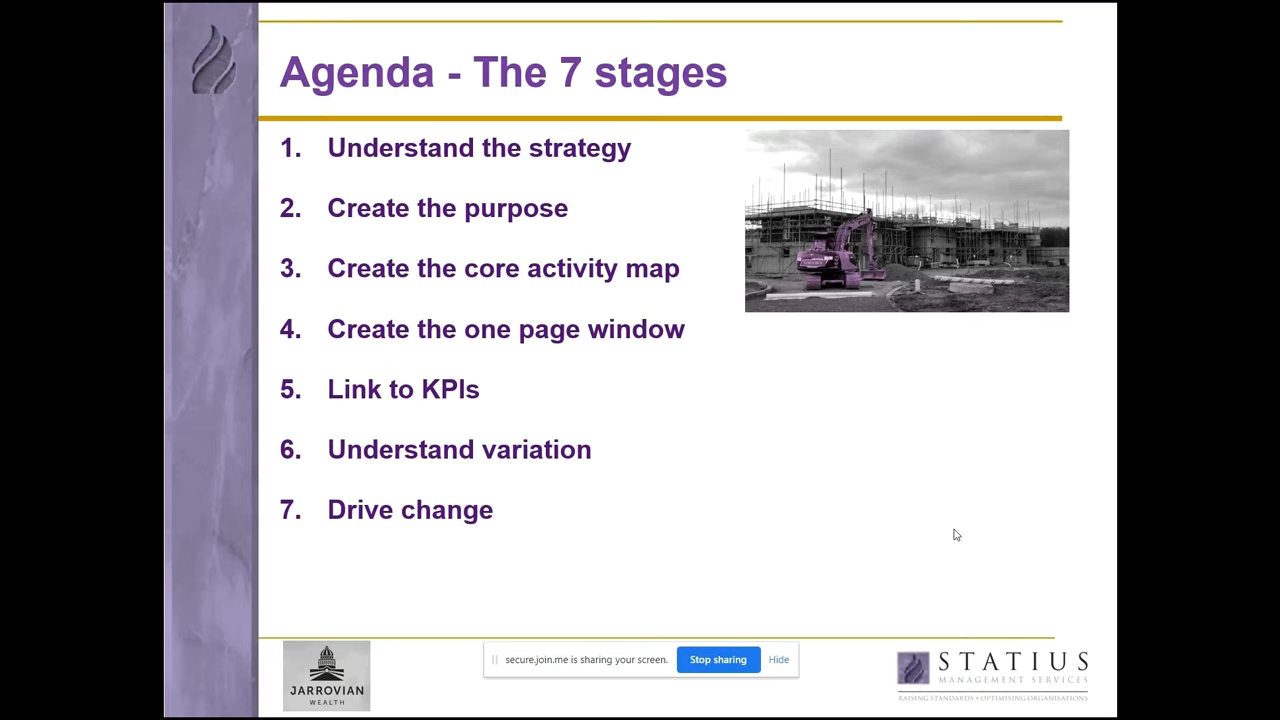 Agenda - The 7 stages
1. Understand the strategy
2. Create the purpose
3. Create the core activity map
4. Create the one page window
5. Link to KPIs
6. Understand variation
7. Drive change
JARROVIAN
WEALTH
secure.join.me is sharing your screen. Stop sharing Hide
STATIUS
MANAGEMENT SERVICES
RAISING STANDARDS • OPTIMISING ORGANISATIONS